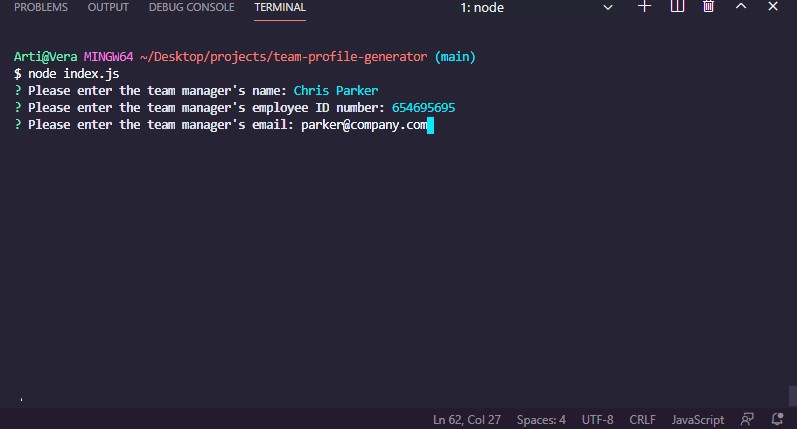 PROBLEMS OUTPUT DEBUG CONSOLE TERMINAL 1: node
Arti@Vera MINGW64 ~/Desktop/projects/team-profile-generator (main)
$ node index.js
? Please enter the team manager's name: Chris Parker
? Please enter the team manager's employee ID number: 654695695
? Please enter the team manager's email: parker@company.com
Ln 62, Col 27 Spaces: 4 UTF-8 CRLF JavaScript